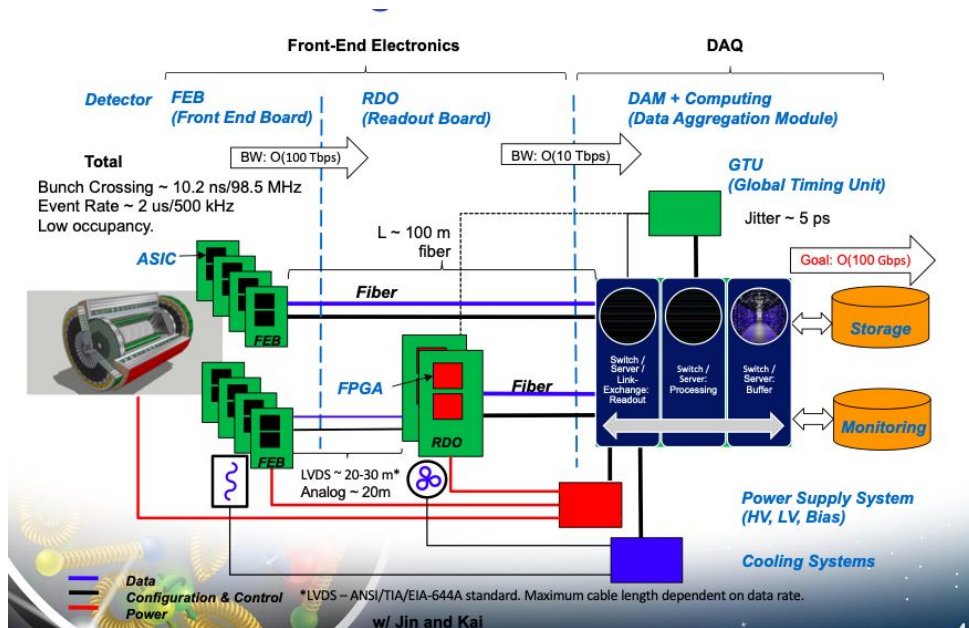 Front-End Electronics
DAQ
Detector
FEB
(Front End Board)
RDO
(Readout Board)
DAM + Computing
(Data Aggregation Module)
BW: O(100 Tbps)
BW: O(10 Tbps)
GTU
(Global Timing Unit)
Total
Bunch Crossing ~ 10.2 ns/98.5 MHz
Event Rate ~ 2 us/500 kHz
Low occupancy.
Jitter ~ 5 ps
L ~ 100 m
fiber
ASIC
Goal: O(100 Gbps)
Fiber
FEB
Storage
Switch /
Server /
Link-
Exchange:
Readout
Switch /
Server:
Processing
Switch /
Server:
Buffer
FPGA
Fiber
RDO
FEB
Monitoring
LVDS ~ 20-30 m*
Analog ~ 20m
Power Supply System
(HV, LV, Bias)
Cooling Systems
Data
Configuration & Control
Power
*LVDS – ANSI/TIA/EIA-644A standard. Maximum cable length dependent on data rate.
w/ Jin and Kai